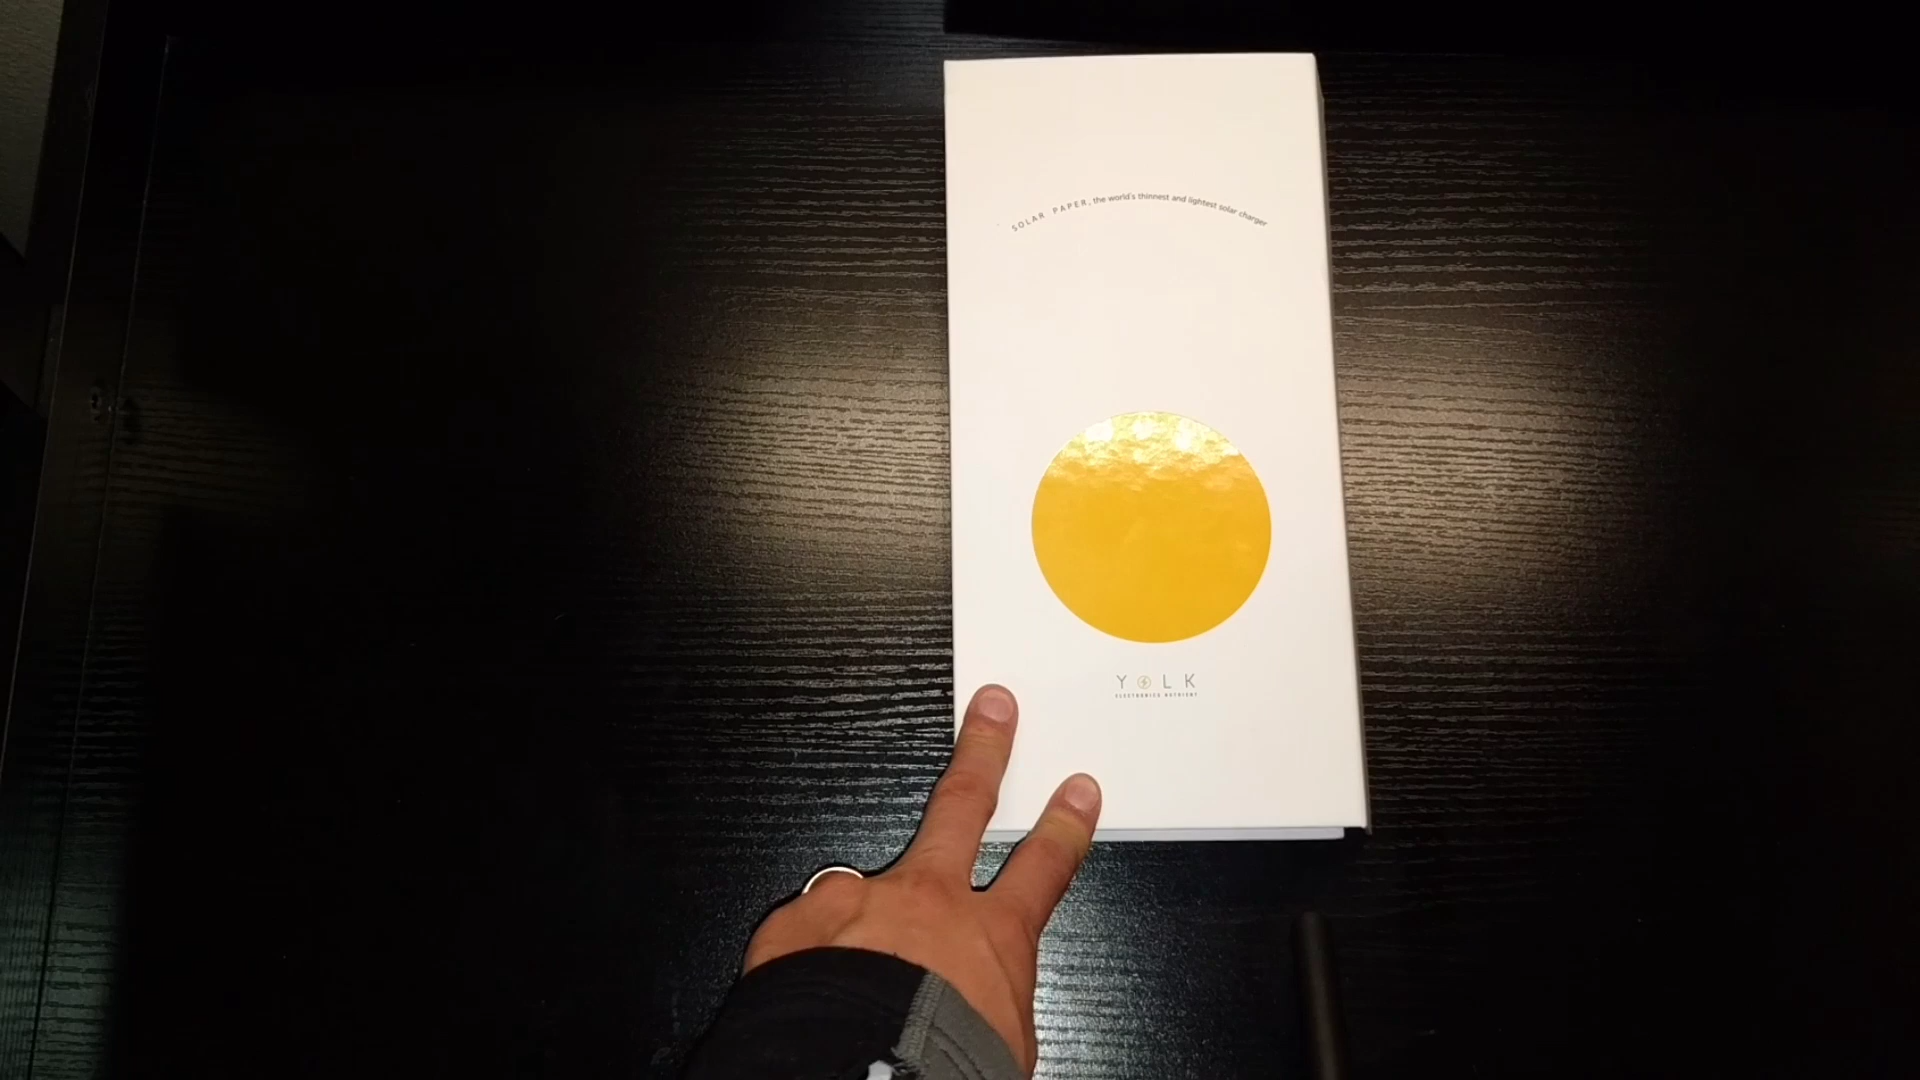 SOLAR PAPER, the world's thinnest and lightest solar charger
YOLK
ELECTRONICS NUTRIENT